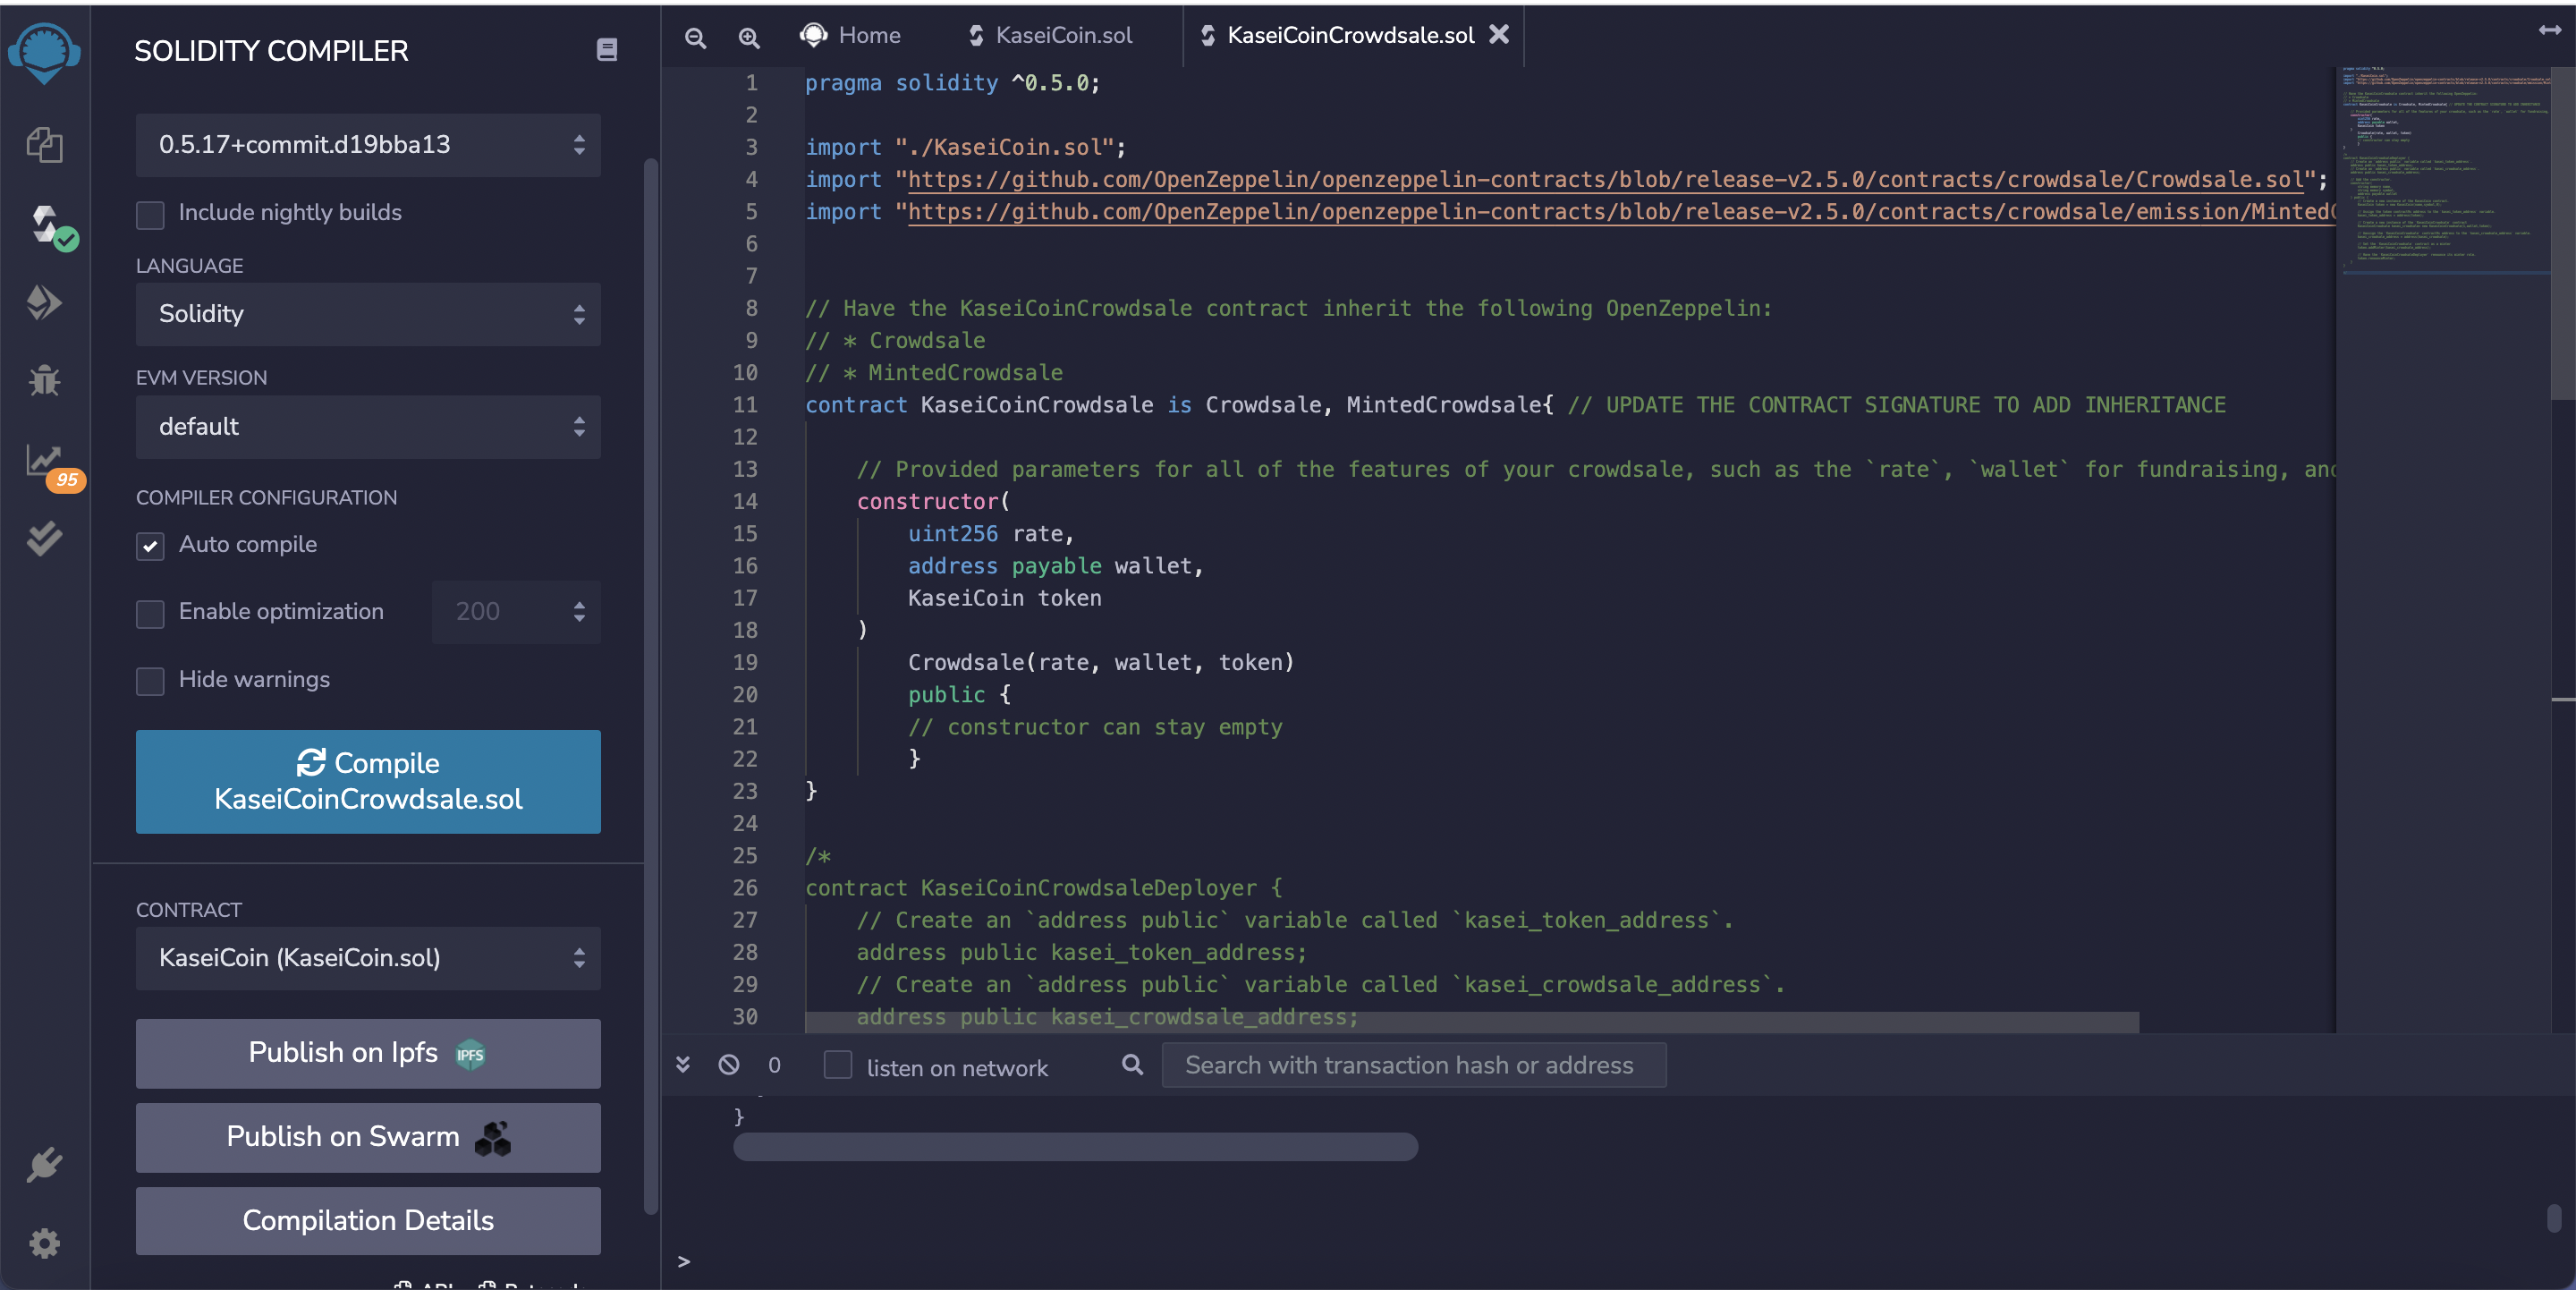 SOLIDITY COMPILER
0.5.17+commit.d19bba13
Include nightly builds
LANGUAGE
Solidity
EVM VERSION
default
95
COMPILER CONFIGURATION
Auto compile
Enable optimization
200
Hide warnings
Compile
KaseiCoinCrowdsale.sol
CONTRACT
KaseiCoin (KaseiCoin.sol)
Publish on Ipfs IPFS
Publish on Swarm
Compilation Details
Home KaseiCoin.sol KaseiCoinCrowdsale.sol
1 pragma solidity ^0.5.0;
2
3 import "./KaseiCoin.sol";
4 import "https://github.com/OpenZeppelin/openzeppelin-contracts/blob/release-v2.5.0/contracts/crowdsale/Crowdsale.sol";
5 import "https://github.com/OpenZeppelin/openzeppelin-contracts/blob/release-v2.5.0/contracts/crowdsale/emission/Minted
6
7
8 // Have the KaseiCoinCrowdsale contract inherit the following OpenZeppelin:
9 // * Crowdsale
10 // * MintedCrowdsale
11 contract KaseiCoinCrowdsale is Crowdsale, MintedCrowdsale{ // UPDATE THE CONTRACT SIGNATURE TO ADD INHERITANCE
12
13 // Provided parameters for all of the features of your crowdsale, such as the `rate`, `wallet` for fundraising, and
14 constructor(
15 uint256 rate,
16 address payable wallet,
17 KaseiCoin token
18 )
19 Crowdsale(rate, wallet, token)
20 public {
21 // constructor can stay empty
22 }
23 }
24
25 /*
26 contract KaseiCoinCrowdsaleDeployer {
27 // Create an `address public` variable called `kasei_token_address`.
28 address public kasei_token_address;
29 // Create an `address public` variable called `kasei_crowdsale_address`.
30 address public kasei_crowdsale_address;
0 listen on network Search with transaction hash or address
}
>